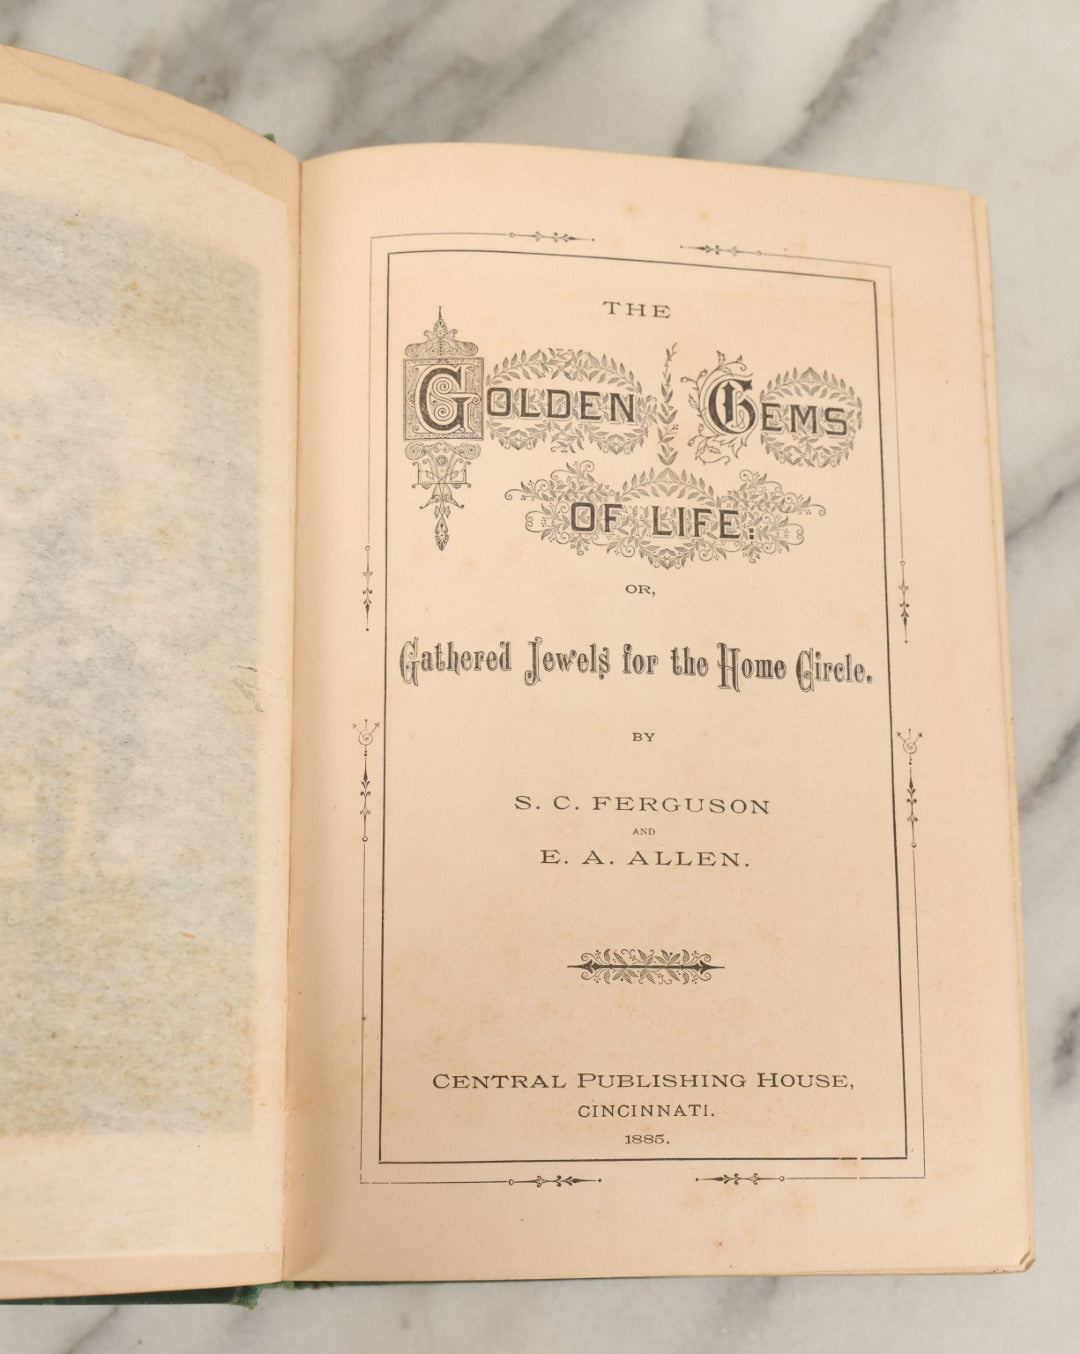 THE
GOLDEN GEMS
OF LIFE:
OR,
Gathered Jewels for the Home Circle.
BY
S. C. FERGUSON
AND
E. A. ALLEN.
CENTRAL PUBLISHING HOUSE,
CINCINNATI.
1885.